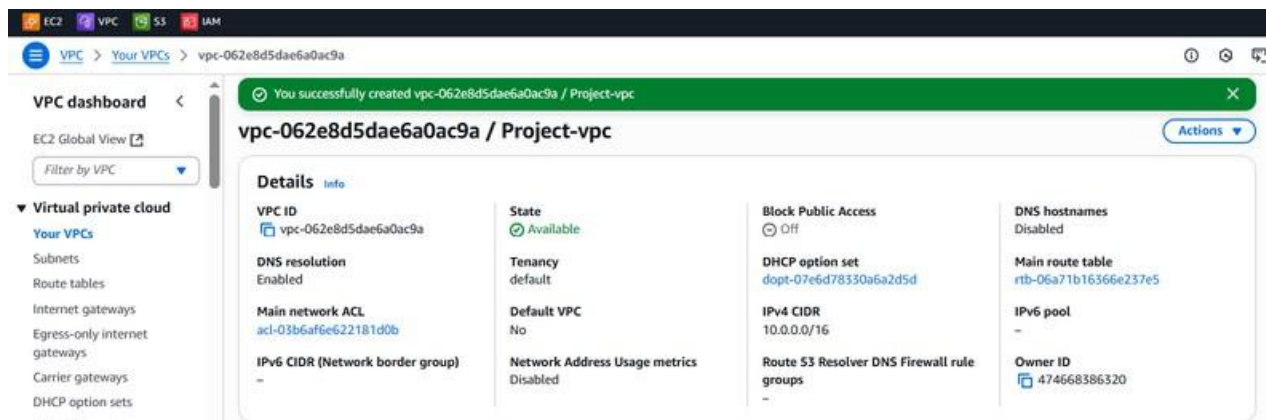 EC2 VPC S3 IAM
VPC > Your VPCs > vpc-062e8d5dae6a0ac9a
VPC dashboard
EC2 Global View
Filter by VPC
Virtual private cloud
Your VPCs
Subnets
Route tables
Internet gateways
Egress-only internet
gateways
Carrier gateways
DHCP option sets
You successfully created vpc-062e8d5dae6a0ac9a / Project-vpc
vpc-062e8d5dae6a0ac9a / Project-vpc
Actions
Details Info
VPC ID
vpc-062e8d5dae6a0ac9a
State
Available
Block Public Access
Off
DNS hostnames
Disabled
DNS resolution
Enabled
Tenancy
default
DHCP option set
dopt-07e6d78330a6a2d5d
Main route table
rtb-06a71b16366e237e5
Main network ACL
acl-03b6af6e622181d0b
Default VPC
No
IPv4 CIDR
10.0.0.0/16
IPv6 pool
–
IPv6 CIDR (Network border group)
–
Network Address Usage metrics
Disabled
Route 53 Resolver DNS Firewall rule
groups
–
Owner ID
474668386320